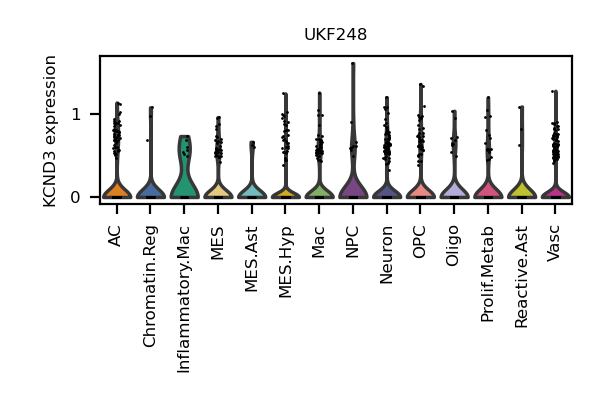 UKF248
KCND3 expression
1
0
AC
Chromatin.Reg
Inflammatory.Mac
MES
MES.Ast
MES.Hyp
Mac
NPC
Neuron
OPC
Oligo
Prolif.Metab
Reactive.Ast
Vasc